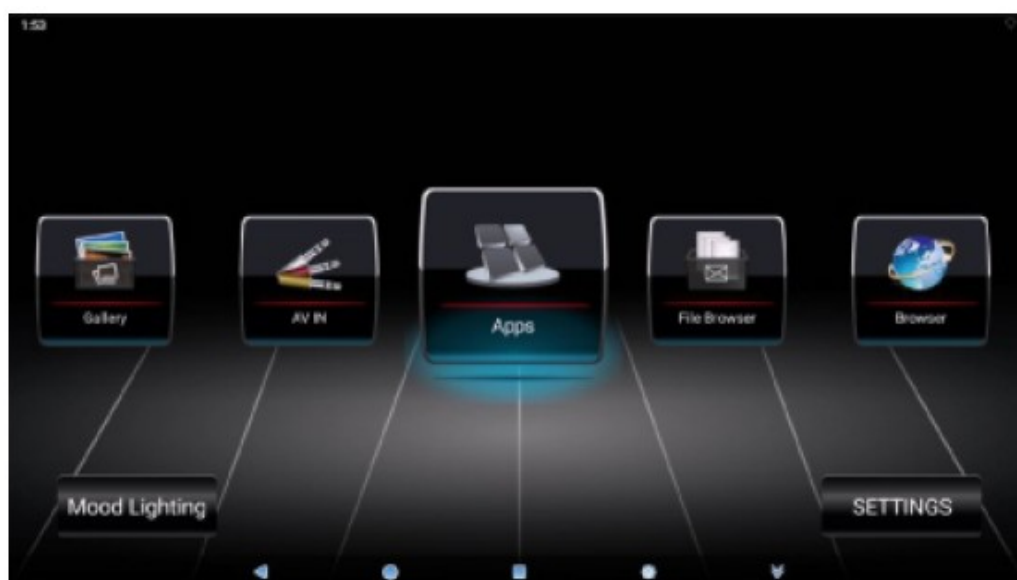 1:53
Gallery
AV IN
Apps
File Browser
Browser
Mood Lighting
SETTINGS